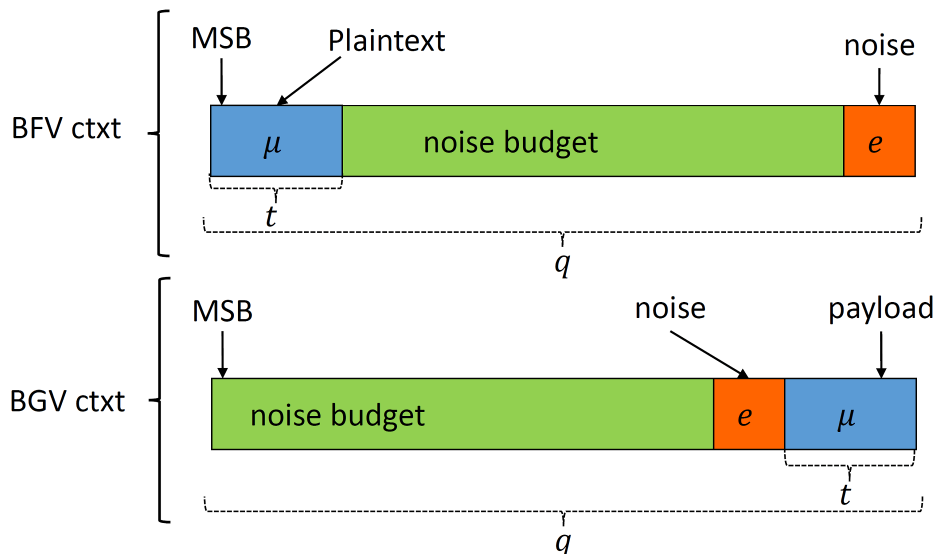 MSB
Plaintext
noise
BFV ctxt
μ
noise budget
e
t
q
MSB
noise
payload
BGV ctxt
noise budget
e
μ
t
q